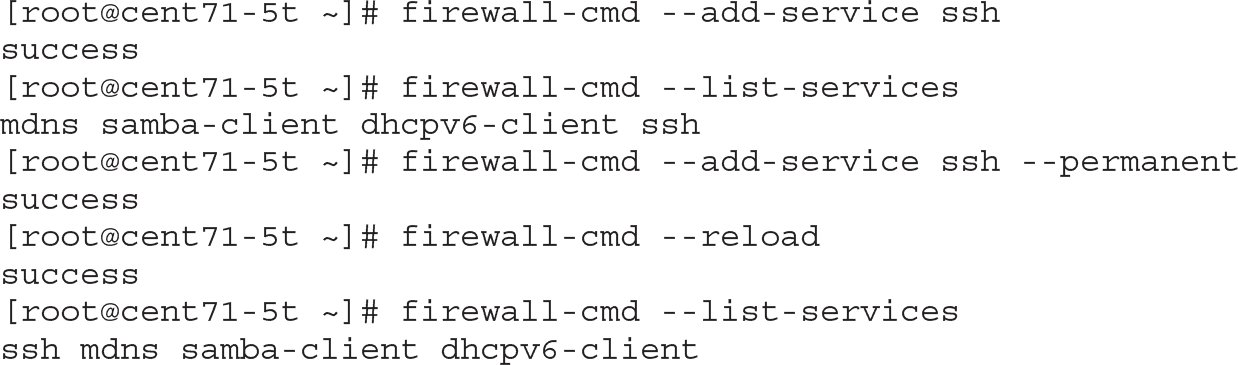 [root@cent71-5t ~]# firewall-cmd --add-service ssh
success
[root@cent71-5t ~]# firewall-cmd --list-services
mdns samba-client dhcpv6-client ssh
[root@cent71-5t ~]# firewall-cmd --add-service ssh --permanent
success
[root@cent71-5t ~]# firewall-cmd --reload
success
[root@cent71-5t ~]# firewall-cmd --list-services
ssh mdns samba-client dhcpv6-client